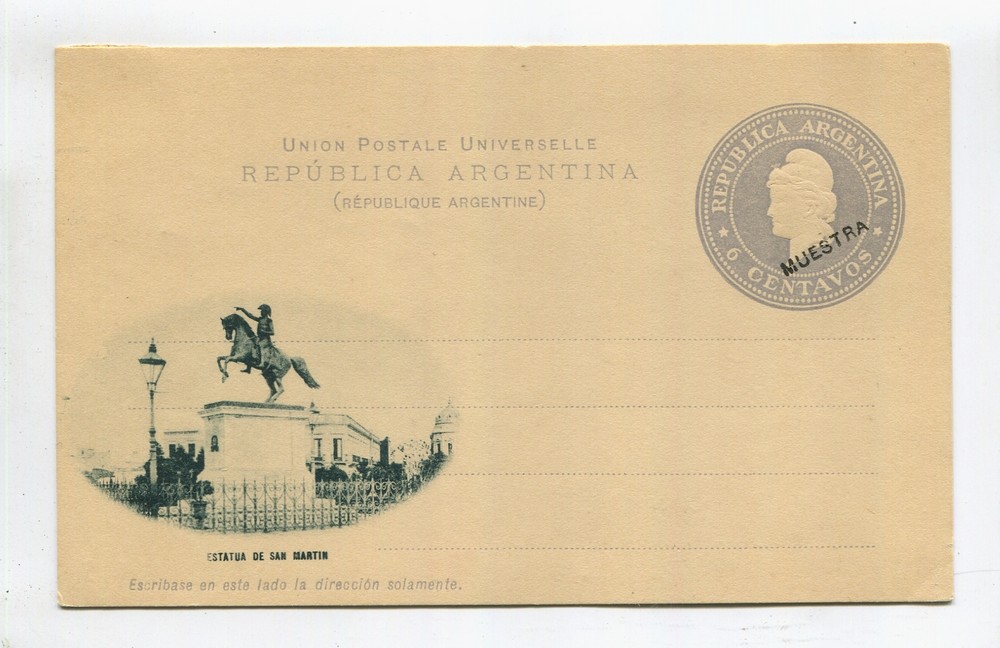 Union Postale Universelle
REPÚBLICA ARGENTINA
(RÉPUBLIQUE ARGENTINE)
REPUBLICA ARGENTINA
6 CENTAVOS
MUESTRA
ESTATUA DE SAN MARTIN
Escribase en este lado la dirección solamente.